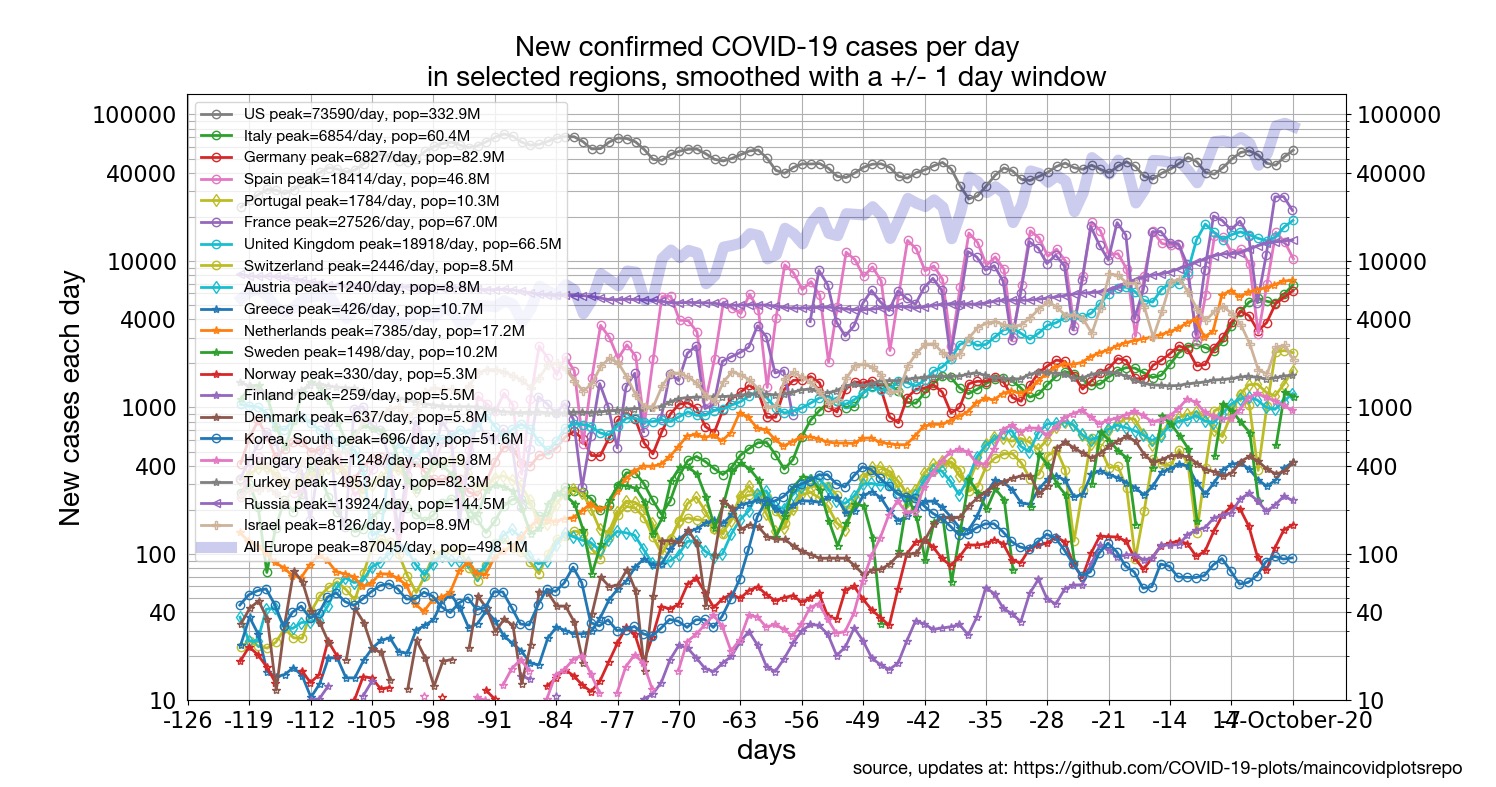 New confirmed COVID-19 cases per day
in selected regions, smoothed with a +/- 1 day window
New cases each day
100000
40000
10000
4000
1000
400
100
40
10
US peak=73590/day, pop=332.9M
Italy peak=6854/day, pop=60.4M
Germany peak=6827/day, pop=82.9M
Spain peak=18414/day, pop=46.8M
Portugal peak=1784/day, pop=10.3M
France peak=27526/day, pop=67.0M
United Kingdom peak=18918/day, pop=66.5M
Switzerland peak=2446/day, pop=8.5M
Austria peak=1240/day, pop=8.8M
Greece peak=426/day, pop=10.7M
Netherlands peak=7385/day, pop=17.2M
Sweden peak=1498/day, pop=10.2M
Norway peak=330/day, pop=5.3M
Finland peak=259/day, pop=5.5M
Denmark peak=637/day, pop=5.8M
Korea, South peak=696/day, pop=51.6M
Hungary peak=1248/day, pop=9.8M
Turkey peak=4953/day, pop=82.3M
Russia peak=13924/day, pop=144.5M
Israel peak=8126/day, pop=8.9M
All Europe peak=87045/day, pop=498.1M
100000
40000
10000
4000
1000
400
100
40
10
-126 -119 -112 -105 -98 -91 -84 -77 -70 -63 -56 -49 -42 -35 -28 -21 -14 -October-20
days
source, updates at: https://github.com/COVID-19-plots/maincovidplotsrepo